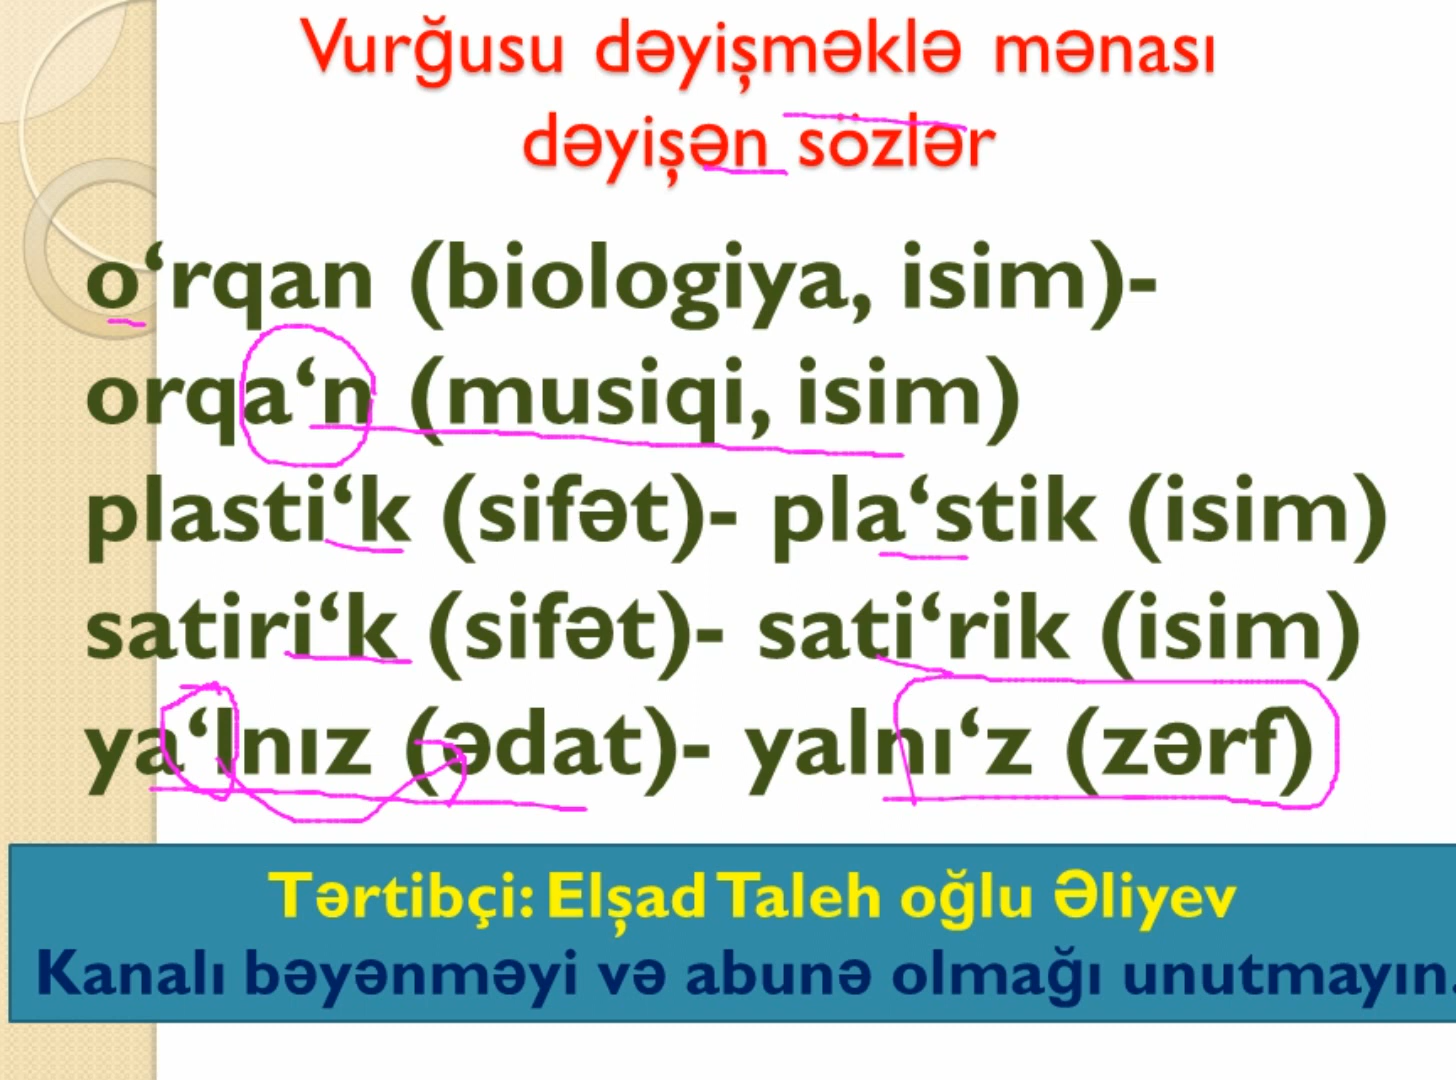 Vurğusu dəyişməklə mənası
dəyişən sözlər
o‘rqan (biologiya, isim)-
orqa‘n (musiqi, isim)
plasti‘k (sifət)- pla‘stik (isim)
satiri‘k (sifət)- sati‘rik (isim)
ya‘lnız (ədat)- yalnı‘z (zərf)
Tərtibçi: Elşad Taleh oğlu Əliyev
Kanalı bəyənməyi və abunə olmağı unutmayın.